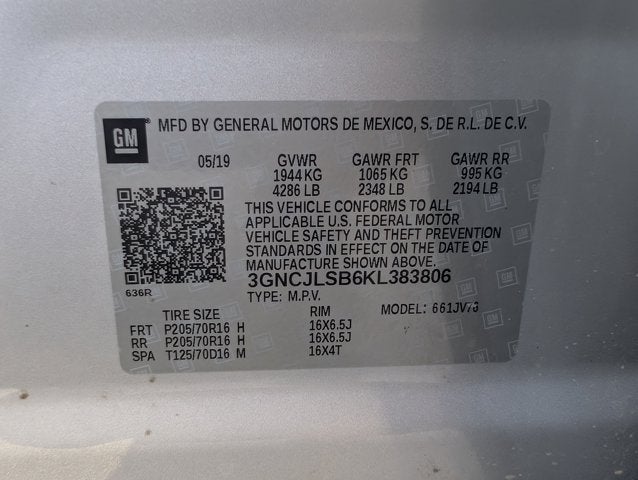 GM
MFD BY GENERAL MOTORS DE MEXICO, S. DE R.L. DE C.V.
05/19 GVWR GAWR FRT GAWR RR
1944 KG 1065 KG 995 KG
4286 LB 2348 LB 2194 LB
THIS VEHICLE CONFORMS TO ALL
APPLICABLE U.S. FEDERAL MOTOR
VEHICLE SAFETY AND THEFT PREVENTION
STANDARDS IN EFFECT ON THE DATE OF
MANUFACTURE SHOWN ABOVE.
636R
3GNCJLSB6KL383806
TYPE: M.P.V. MODEL: 661JV76
TIRE SIZE RIM
FRT P205/70R16 H 16X6.5J
RR P205/70R16 H 16X6.5J
SPA T125/70D16 M 16X4T